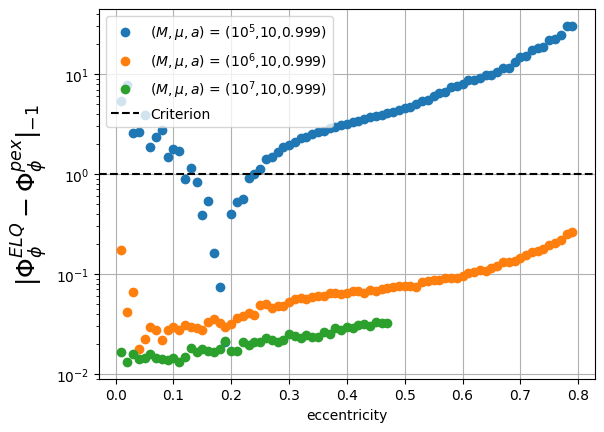 (M, μ, a) = (10⁵,10,0.999)
(M, μ, a) = (10⁶,10,0.999)
(M, μ, a) = (10⁷,10,0.999)
Criterion
|Φ_ϕ^{ELQ} − Φ_ϕ^{pex}|_{−1}
10¹
10⁰
10⁻¹
10⁻²
0.0 0.1 0.2 0.3 0.4 0.5 0.6 0.7 0.8
eccentricity